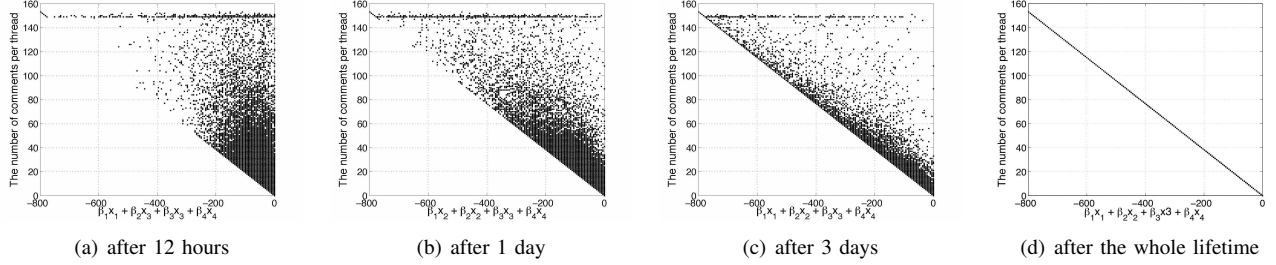 The number of comments per thread
160
140
120
100
80
60
40
20
0
−800 −600 −400 −200 0
β₁x₁ + β₂x₃ + β₃x₃ + β₄x₄
(a) after 12 hours
The number of comments per thread
160
140
120
100
80
60
40
20
0
−800 −600 −400 −200 0
β₁x₂ + β₂x₂ + β₃x₃ + β₄x₄
(b) after 1 day
The number of comments per thread
160
140
120
100
80
60
40
20
0
−800 −600 −400 −200 0
β₁x₁ + β₂x₂ + β₃x₃ + β₄x₄
(c) after 3 days
The number of comments per thread
160
140
120
100
80
60
40
20
0
−800 −600 −400 −200 0
β₁x₁ + β₂x₂ + β₃x3 + β₄x₄
(d) after the whole lifetime